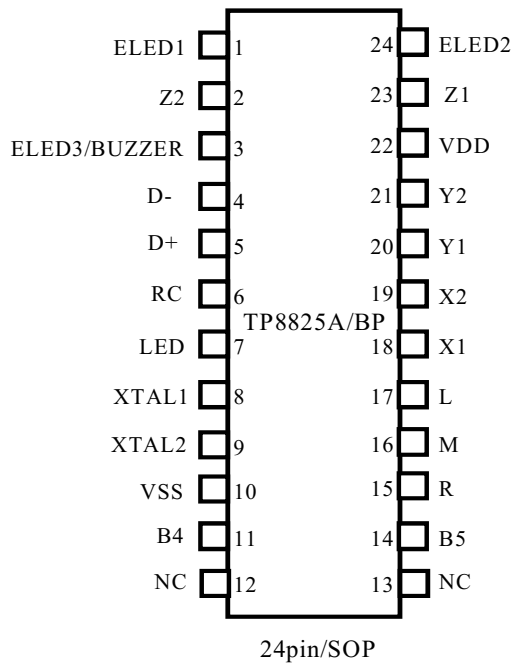 ELED1 1 24 ELED2
Z2 2 23 Z1
ELED3/BUZZER 3 22 VDD
D- 4 21 Y2
D+ 5 20 Y1
RC 6 19 X2
TP8825A/BP
LED 7 18 X1
XTAL1 8 17 L
XTAL2 9 16 M
VSS 10 15 R
B4 11 14 B5
NC 12 13 NC
24pin/SOP